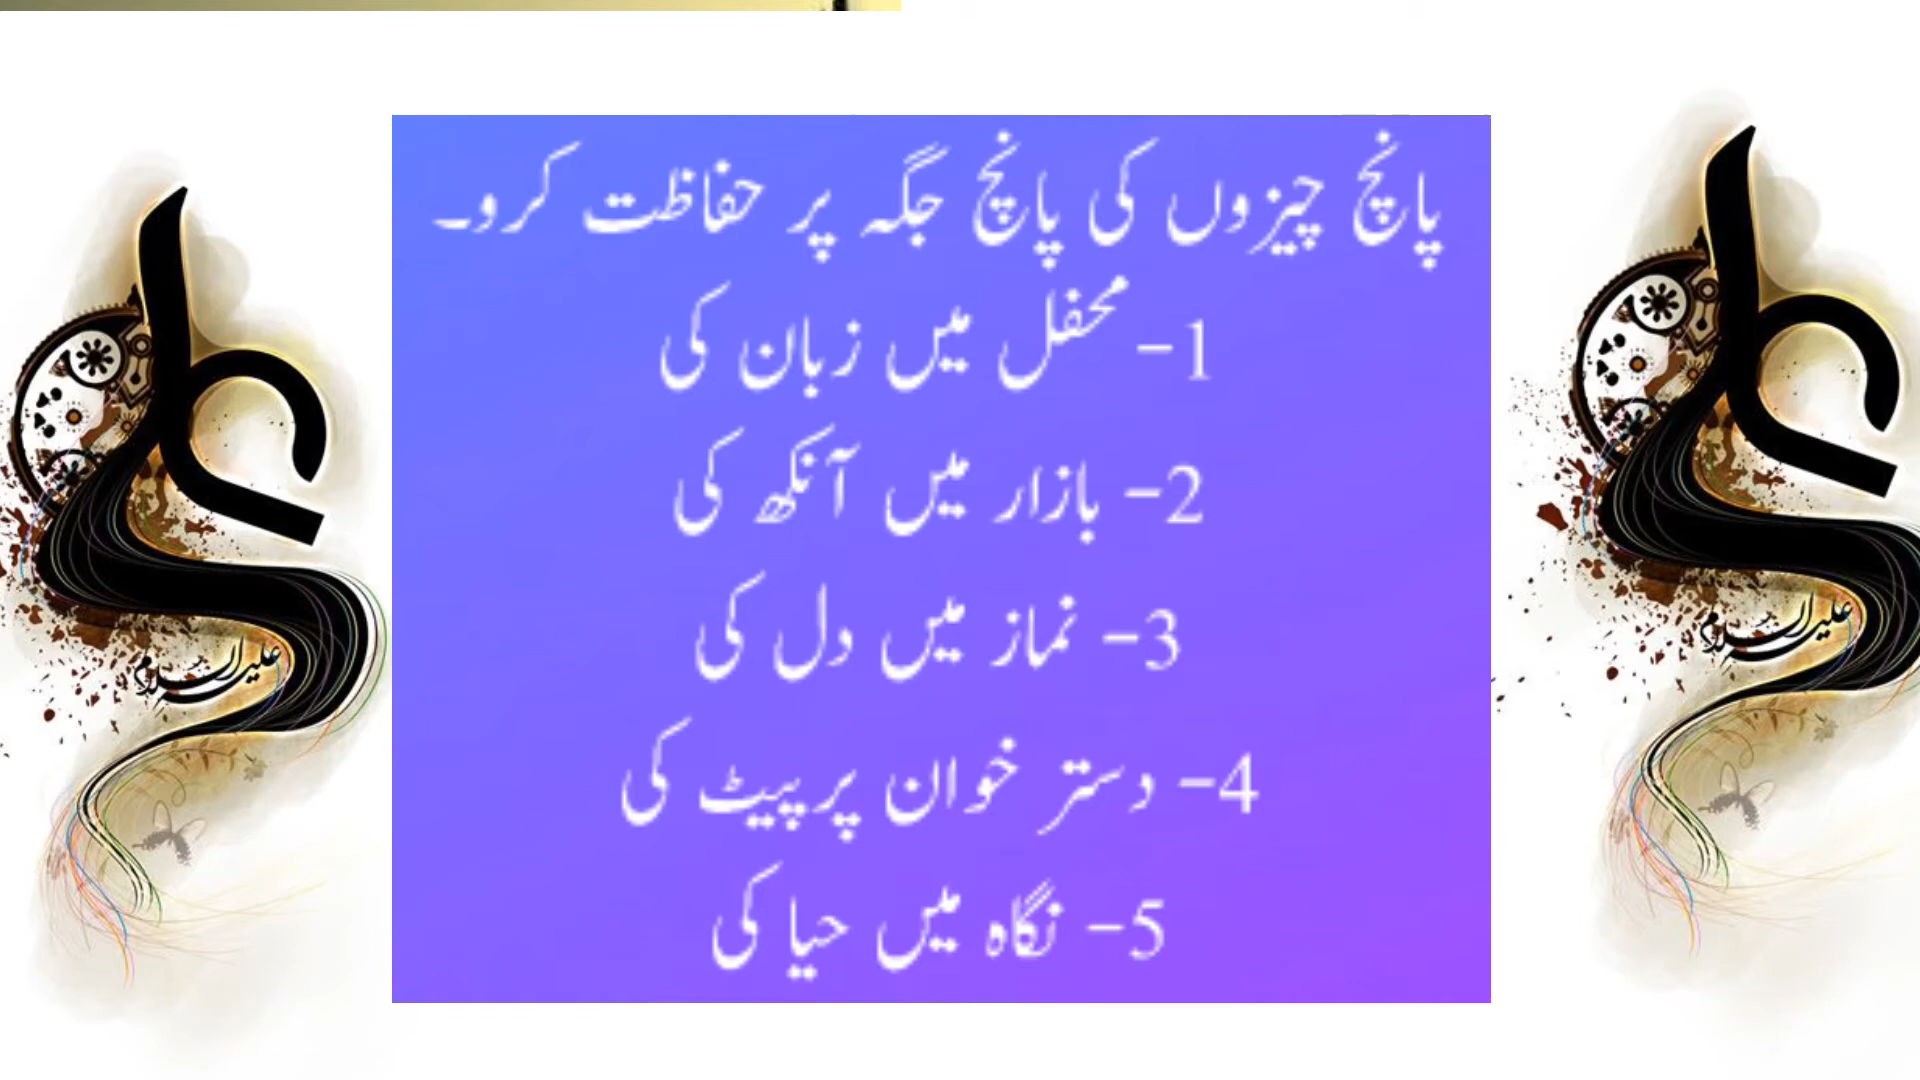 پانچ چیزوں کی پانچ جگہ پر حفاظت کرو۔
1- محفل میں زبان کی
2- بازار میں آنکھ کی
3- نماز میں دل کی
4- دستر خوان پر پیٹ کی
5- نگاہ میں حیا کی
علیہ السلام
علیہ السلام